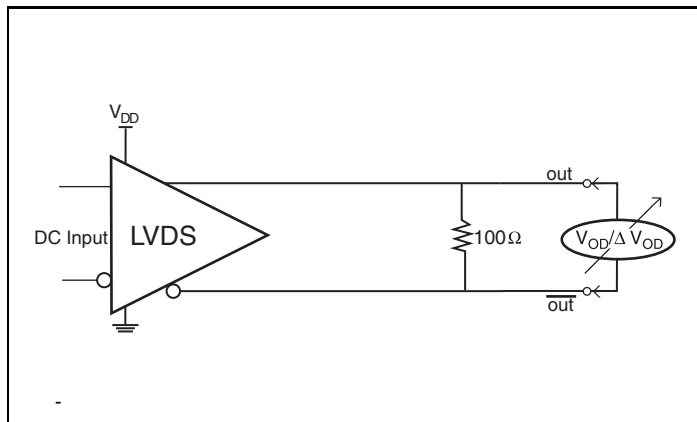 V_DD
out
DC Input
LVDS
100Ω
V_OD/Δ V_OD
out
-